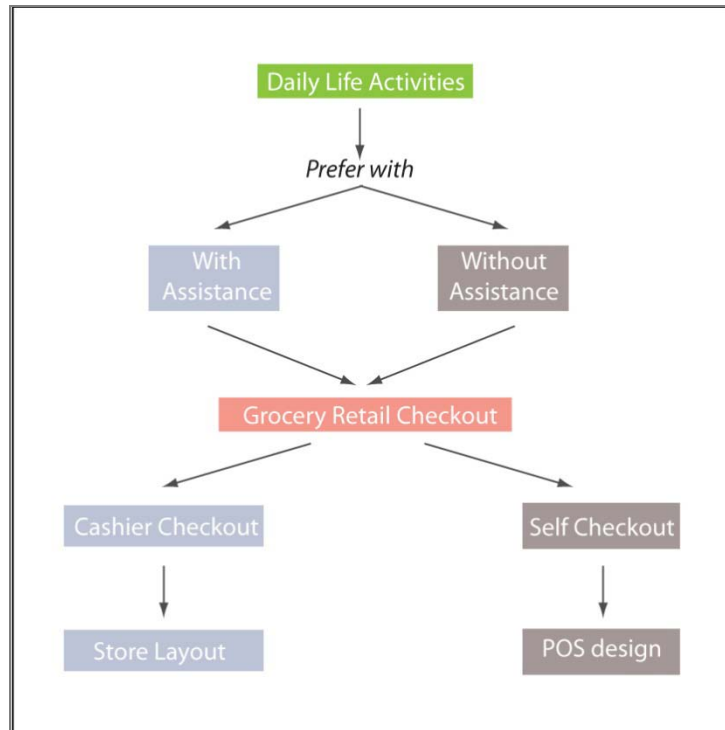 Daily Life Activities
Prefer with
With
Assistance
Without
Assistance
Grocery Retail Checkout
Cashier Checkout
Self Checkout
Store Layout
POS design